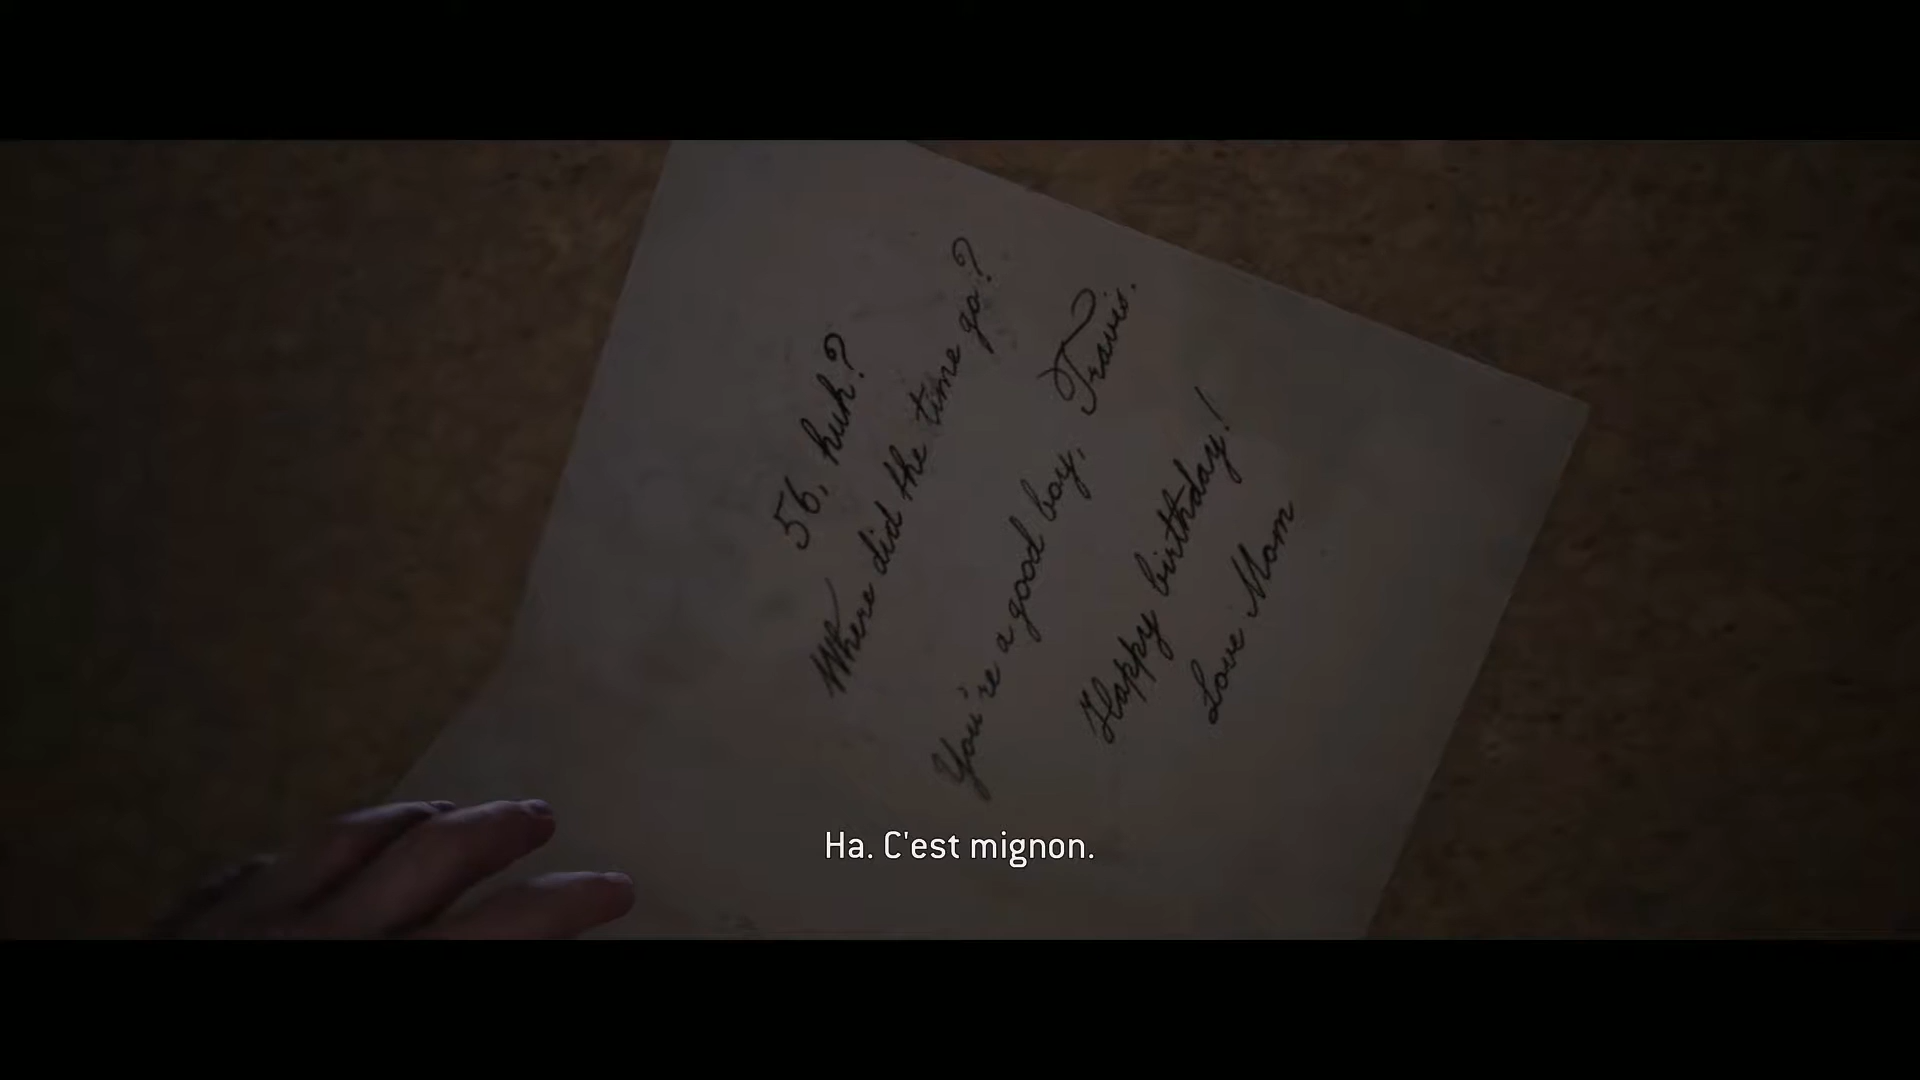 56, huh?
Where did the time go?
You're a good boy, Travis.
Happy birthday!
Love Mom
Ha. C'est mignon.